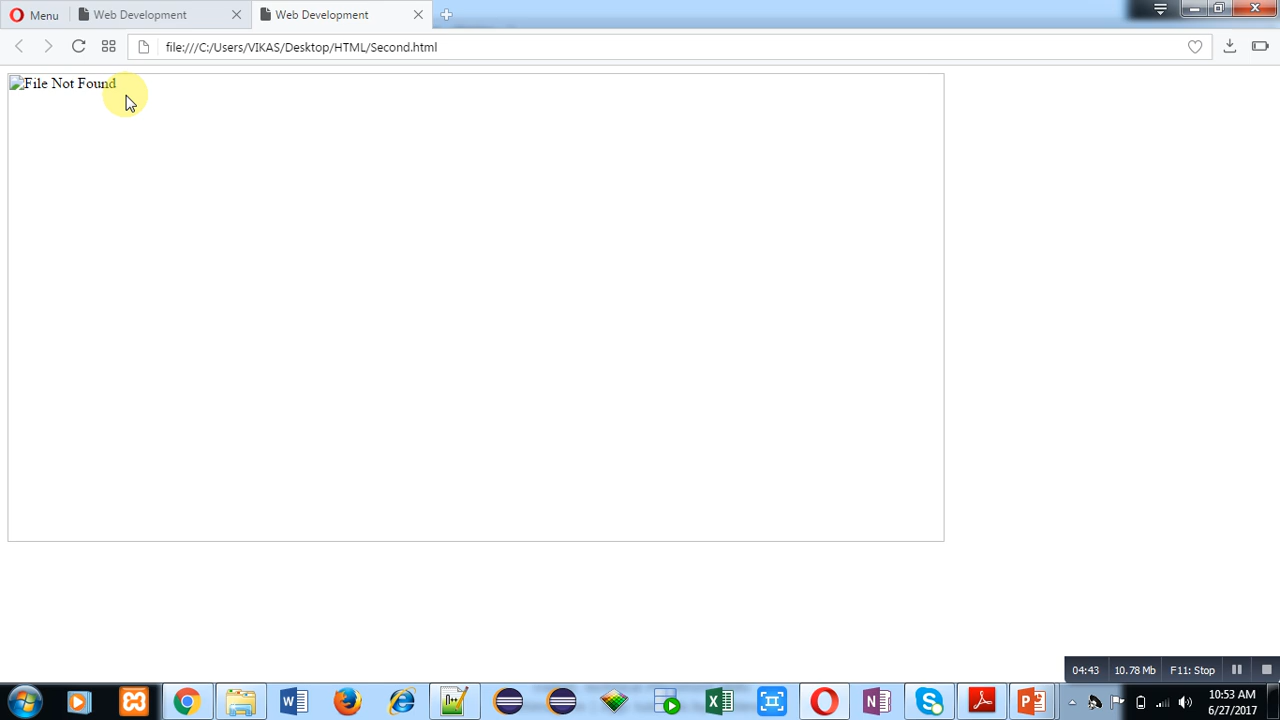 Menu
Web Development
Web Development
file:///C:/Users/VIKAS/Desktop/HTML/Second.html
File Not Found
04:43 10.78 Mb F11: Stop
10:53 AM
6/27/2017